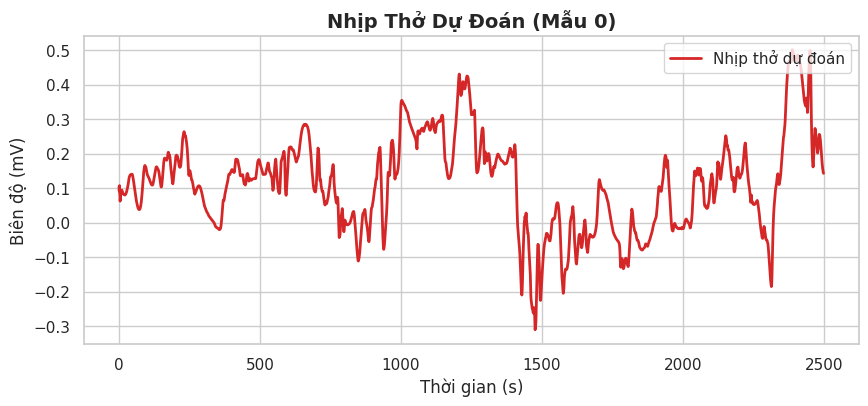 Nhịp Thở Dự Đoán (Mẫu 0)
Nhịp thở dự đoán
Biên độ (mV)
0.5
0.4
0.3
0.2
0.1
0.0
−0.1
−0.2
−0.3
0 500 1000 1500 2000 2500
Thời gian (s)